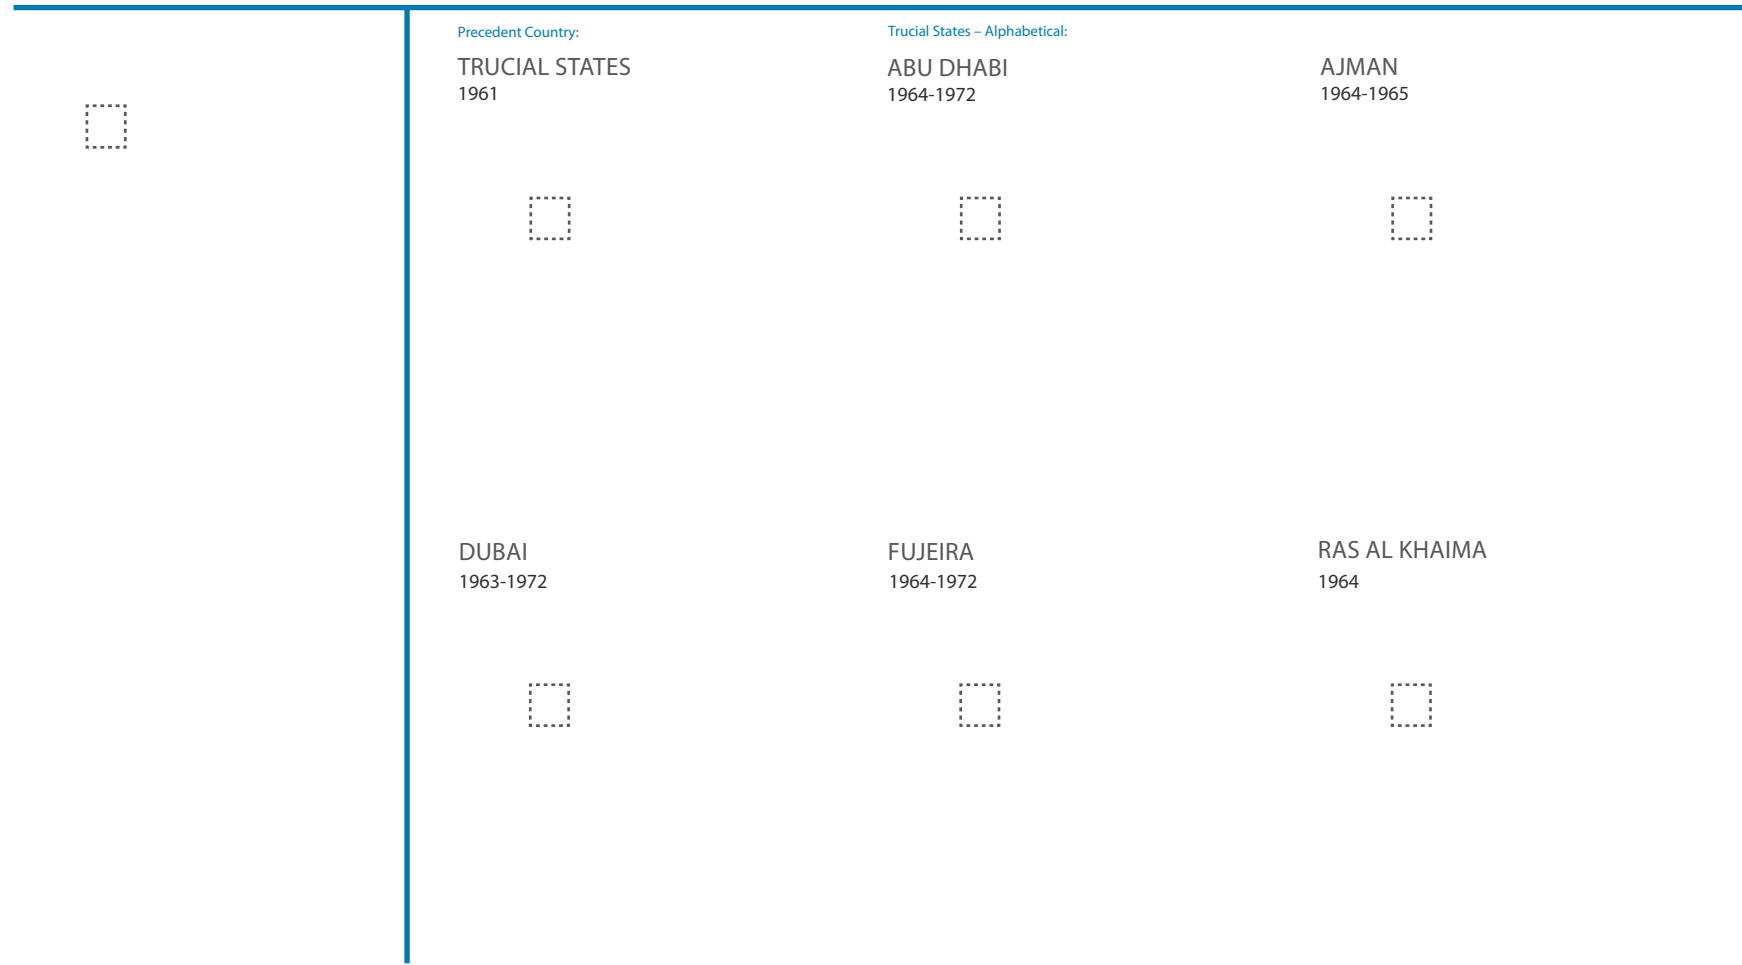 Precedent Country:
TRUCIAL STATES
1961
Trucial States – Alphabetical:
ABU DHABI
1964-1972
AJMAN
1964-1965
DUBAI
1963-1972
FUJEIRA
1964-1972
RAS AL KHAIMA
1964